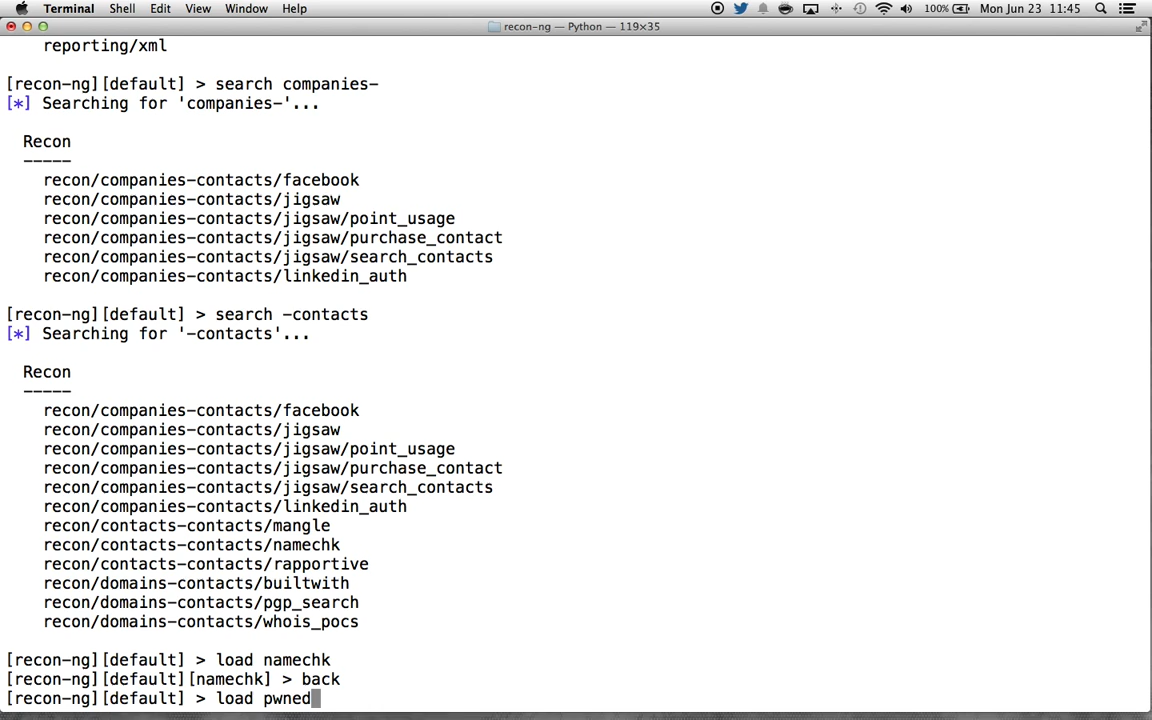 Terminal Shell Edit View Window Help 100% Mon Jun 23 11:45
recon-ng — Python — 119×35
reporting/xml
[recon-ng][default] > search companies-
[*] Searching for 'companies-'...
Recon
-----
recon/companies-contacts/facebook
recon/companies-contacts/jigsaw
recon/companies-contacts/jigsaw/point_usage
recon/companies-contacts/jigsaw/purchase_contact
recon/companies-contacts/jigsaw/search_contacts
recon/companies-contacts/linkedin_auth
[recon-ng][default] > search -contacts
[*] Searching for '-contacts'...
Recon
-----
recon/companies-contacts/facebook
recon/companies-contacts/jigsaw
recon/companies-contacts/jigsaw/point_usage
recon/companies-contacts/jigsaw/purchase_contact
recon/companies-contacts/jigsaw/search_contacts
recon/companies-contacts/linkedin_auth
recon/contacts-contacts/mangle
recon/contacts-contacts/namechk
recon/contacts-contacts/rapportive
recon/domains-contacts/builtwith
recon/domains-contacts/pgp_search
recon/domains-contacts/whois_pocs
[recon-ng][default] > load namechk
[recon-ng][default][namechk] > back
[recon-ng][default] > load pwned